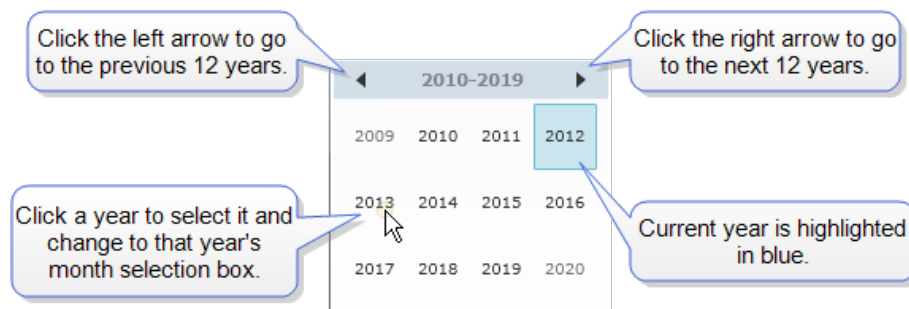 Click the left arrow to go
to the previous 12 years.
Click the right arrow to go
to the next 12 years.
2010-2019
2009 2010 2011 2012
2013 2014 2015 2016
2017 2018 2019 2020
Click a year to select it and
change to that year's
month selection box.
Current year is highlighted
in blue.